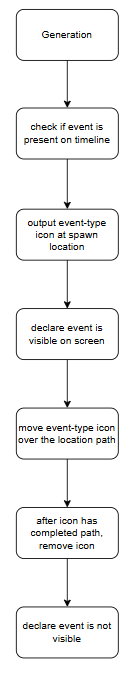 Generation
check if event is
present on timeline
output event-type
icon at spawn
location
declare event is
visible on screen
move event-type icon
over the location path
after icon has
completed path,
remove icon
declare event is not
visible